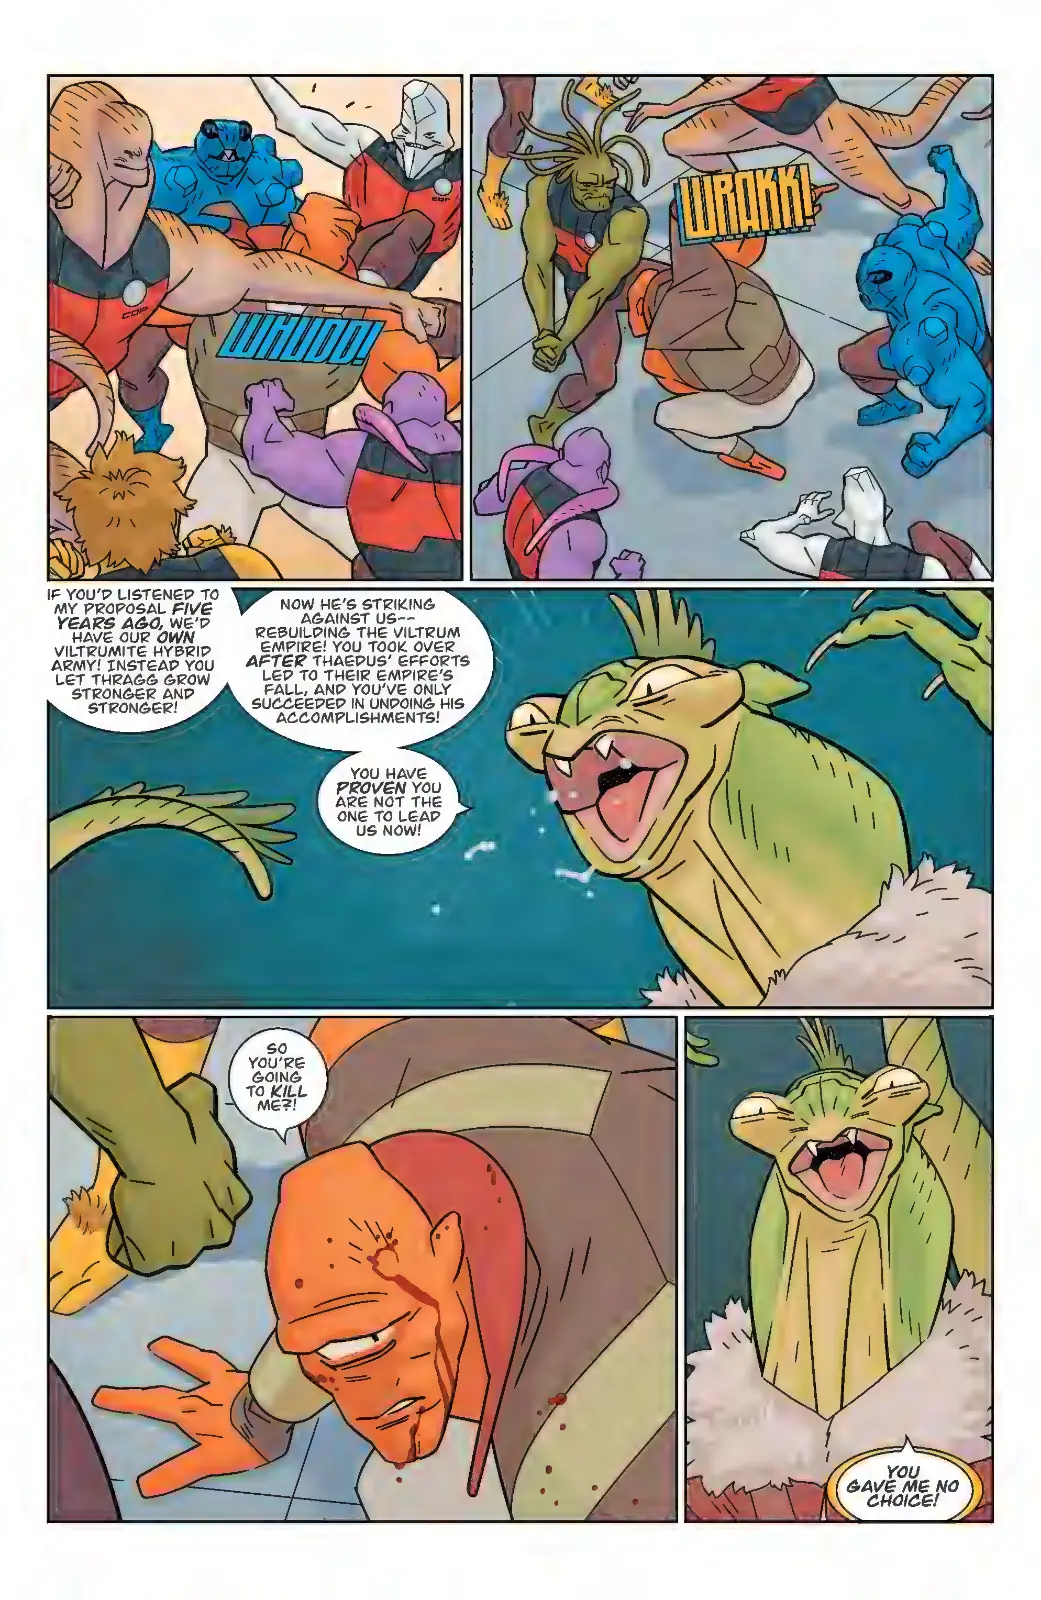 COP
COP
WHUDD!
WRAKK!
IF YOU'D LISTENED TO
MY PROPOSAL FIVE
YEARS AGO, WE'D
HAVE OUR OWN
VILTRUMITE HYBRID
ARMY! INSTEAD YOU
LET THRAGG GROW
STRONGER AND
STRONGER!
NOW HE'S STRIKING
AGAINST US--
REBUILDING THE VILTRUM
EMPIRE! YOU TOOK OVER
AFTER THAEDUS' EFFORTS
LED TO THEIR EMPIRE'S
FALL, AND YOU'VE ONLY
SUCCEEDED IN UNDOING HIS
ACCOMPLISHMENTS!
YOU HAVE
PROVEN YOU
ARE NOT THE
ONE TO LEAD
US NOW!
SO
YOU'RE
GOING
TO KILL
ME?!
YOU
GAVE ME NO
CHOICE!